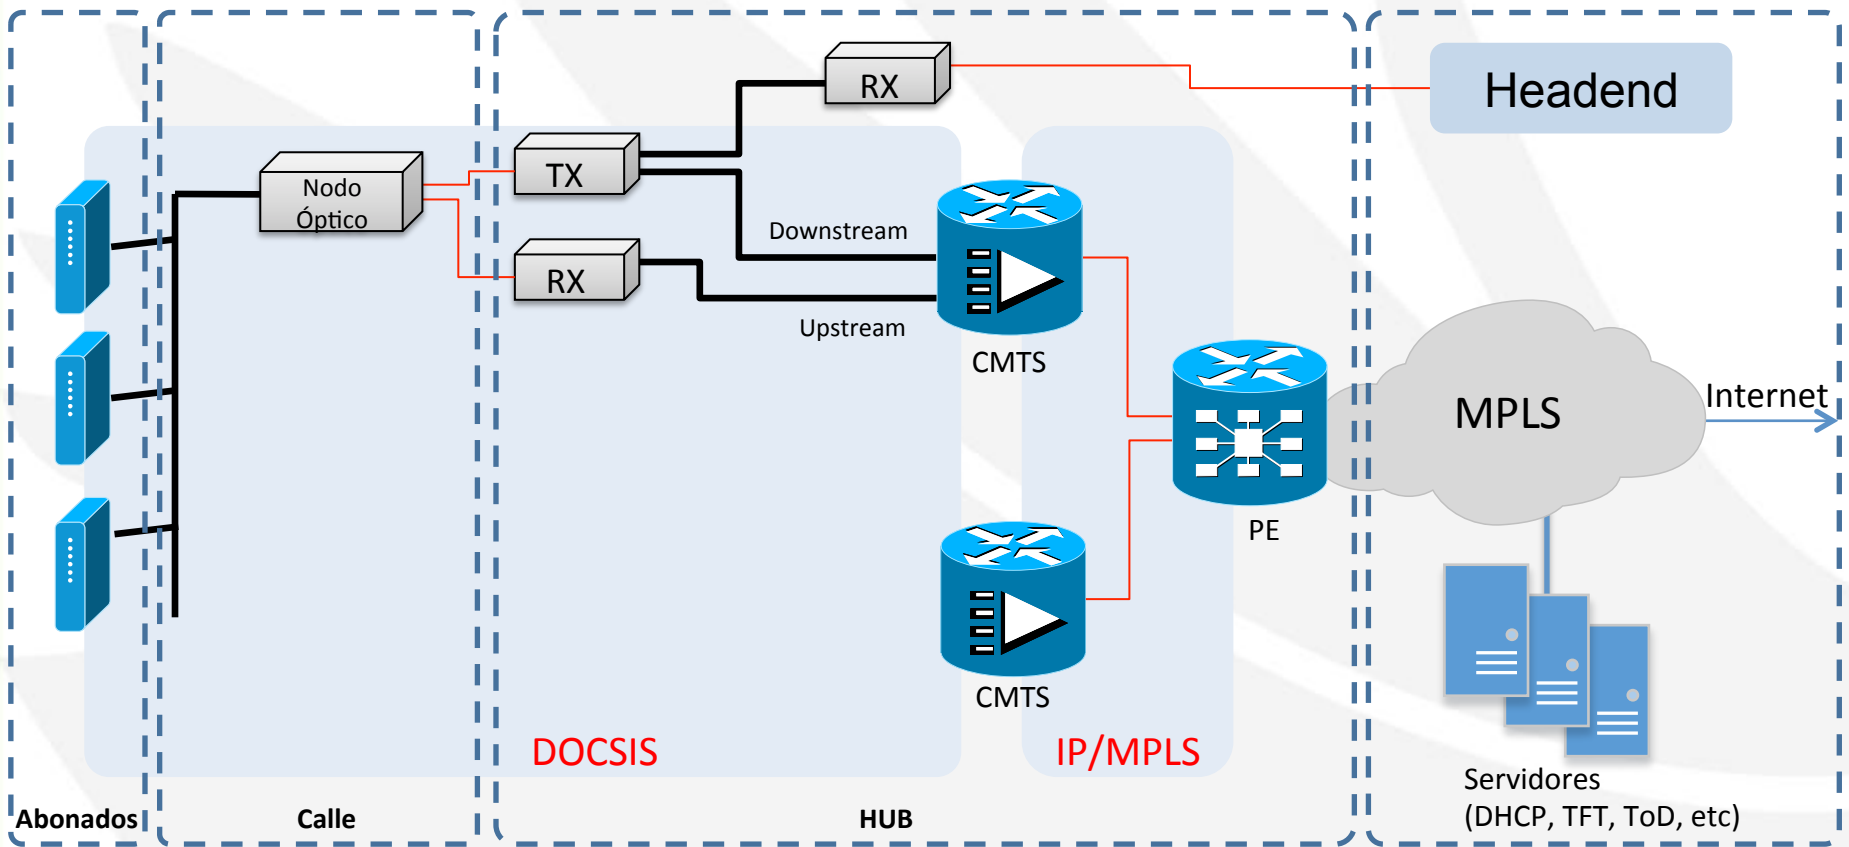 Headend
RX
TX
Nodo
Óptico
Downstream
RX
Upstream
CMTS
Internet
MPLS
PE
CMTS
DOCSIS
IP/MPLS
Servidores
(DHCP, TFT, ToD, etc)
Abonados
Calle
HUB